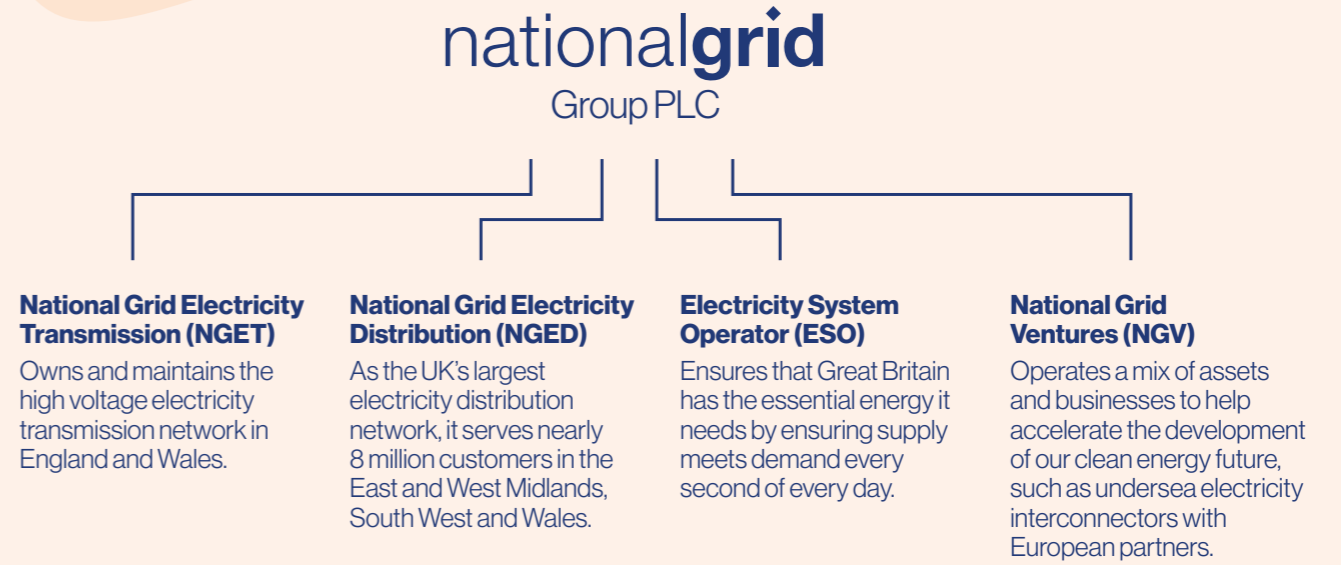 nationalgrid
Group PLC
National Grid Electricity
Transmission (NGET)
Owns and maintains the
high voltage electricity
transmission network in
England and Wales.
National Grid Electricity
Distribution (NGED)
As the UK's largest
electricity distribution
network, it serves nearly
8 million customers in the
East and West Midlands,
South West and Wales.
Electricity System
Operator (ESO)
Ensures that Great Britain
has the essential energy it
needs by ensuring supply
meets demand every
second of every day.
National Grid
Ventures (NGV)
Operates a mix of assets
and businesses to help
accelerate the development
of our clean energy future,
such as undersea electricity
interconnectors with
European partners.